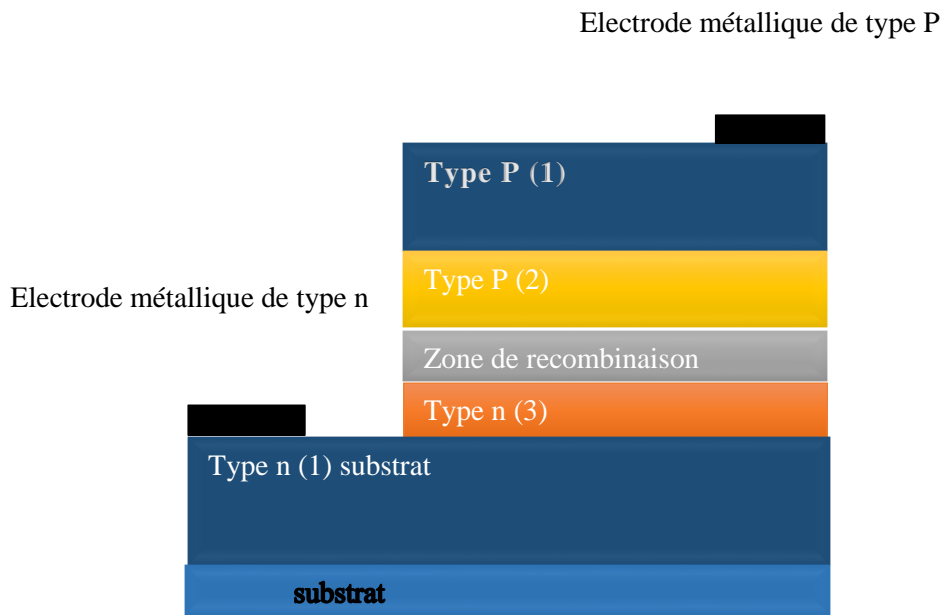 Electrode métallique de type P
Type P (1)
Type P (2)
Electrode métallique de type n
Zone de recombinaison
Type n (3)
Type n (1) substrat
substrat